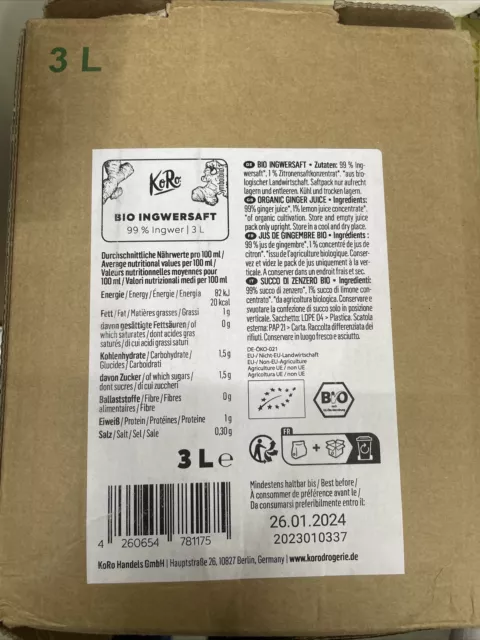 3 L
KoRo
BIO INGWERSAFT
99 % Ingwer | 3 L
Durchschnittliche Nährwerte pro 100 ml /
Average nutritional values per 100 ml /
Valeurs nutritionnelles moyennes pour
100 ml / Valori nutrizionali medi per 100 ml
Energie / Energy / Énergie / Energia 82 kJ
20 kcal
Fett / Fat / Matières grasses / Grassi 1 g
davon gesättigte Fettsäuren / of 0 g
which saturates / dont acides gras
saturés / di cui acidi grassi saturi
Kohlenhydrate / Carbohydrate / 1,5 g
Glucides / Carboidrati
davon Zucker / of which sugars / 1,5 g
dont sucres / di cui zuccheri
Ballaststoffe / Fibre / Fibres 0 g
alimentaires / Fibre
Eiweiß / Protein / Protéines / Proteine 1 g
Salz / Salt / Sel / Sale 0,30 g
3 L e
4 260654 781175
DE BIO INGWERSAFT • Zutaten: 99 % Ing-
wersaft*, 1 % Zitronensaftkonzentrat*. *aus bio-
logischer Landwirtschaft. Saftpack nur aufrecht
lagern und entleeren. Kühl und trocken lagern.
ORGANIC GINGER JUICE • Ingredients:
99% ginger juice*, 1% lemon juice concentrate*.
*of organic cultivation. Store and empty juice
pack only upright. Store in a cool and dry place.
JUS DE GINGEMBRE BIO • Ingrédients :
99 % jus de gingembre*, 1 % concentré de jus de
citron*. *issu de l'agriculture biologique. Conser-
vez et videz le pack de jus uniquement à la ver-
ticale. A conserver dans un endroit frais et sec.
SUCCO DI ZENZERO BIO • Ingredienti:
99% succo di zenzero*, 1% succo di limone con-
centrato*. *da agricoltura biologica. Conservare e
svuotare la confezione di succo solo in posizione
verticale. Sacchetto: LDPE 04 > Plastica. Scatola
esterna: PAP 21 > Carta. Raccolta differenziata dei
rifiuti. Conservare in luogo fresco e asciutto.
DE-ÖKO-021
EU-/ Nicht-EU-Landwirtschaft
EU-/ Non-EU-Agriculture
Agriculture UE / non UE
Agricoltura UE / non UE
BIO
FR
+
Mindestens haltbar bis / Best before /
À consommer de préférence avant le /
Da consumarsi preferibilmente entro il:
26.01.2024
2023010337
KoRo Handels GmbH | Hauptstraße 26, 10827 Berlin, Germany | www.korodrogerie.de